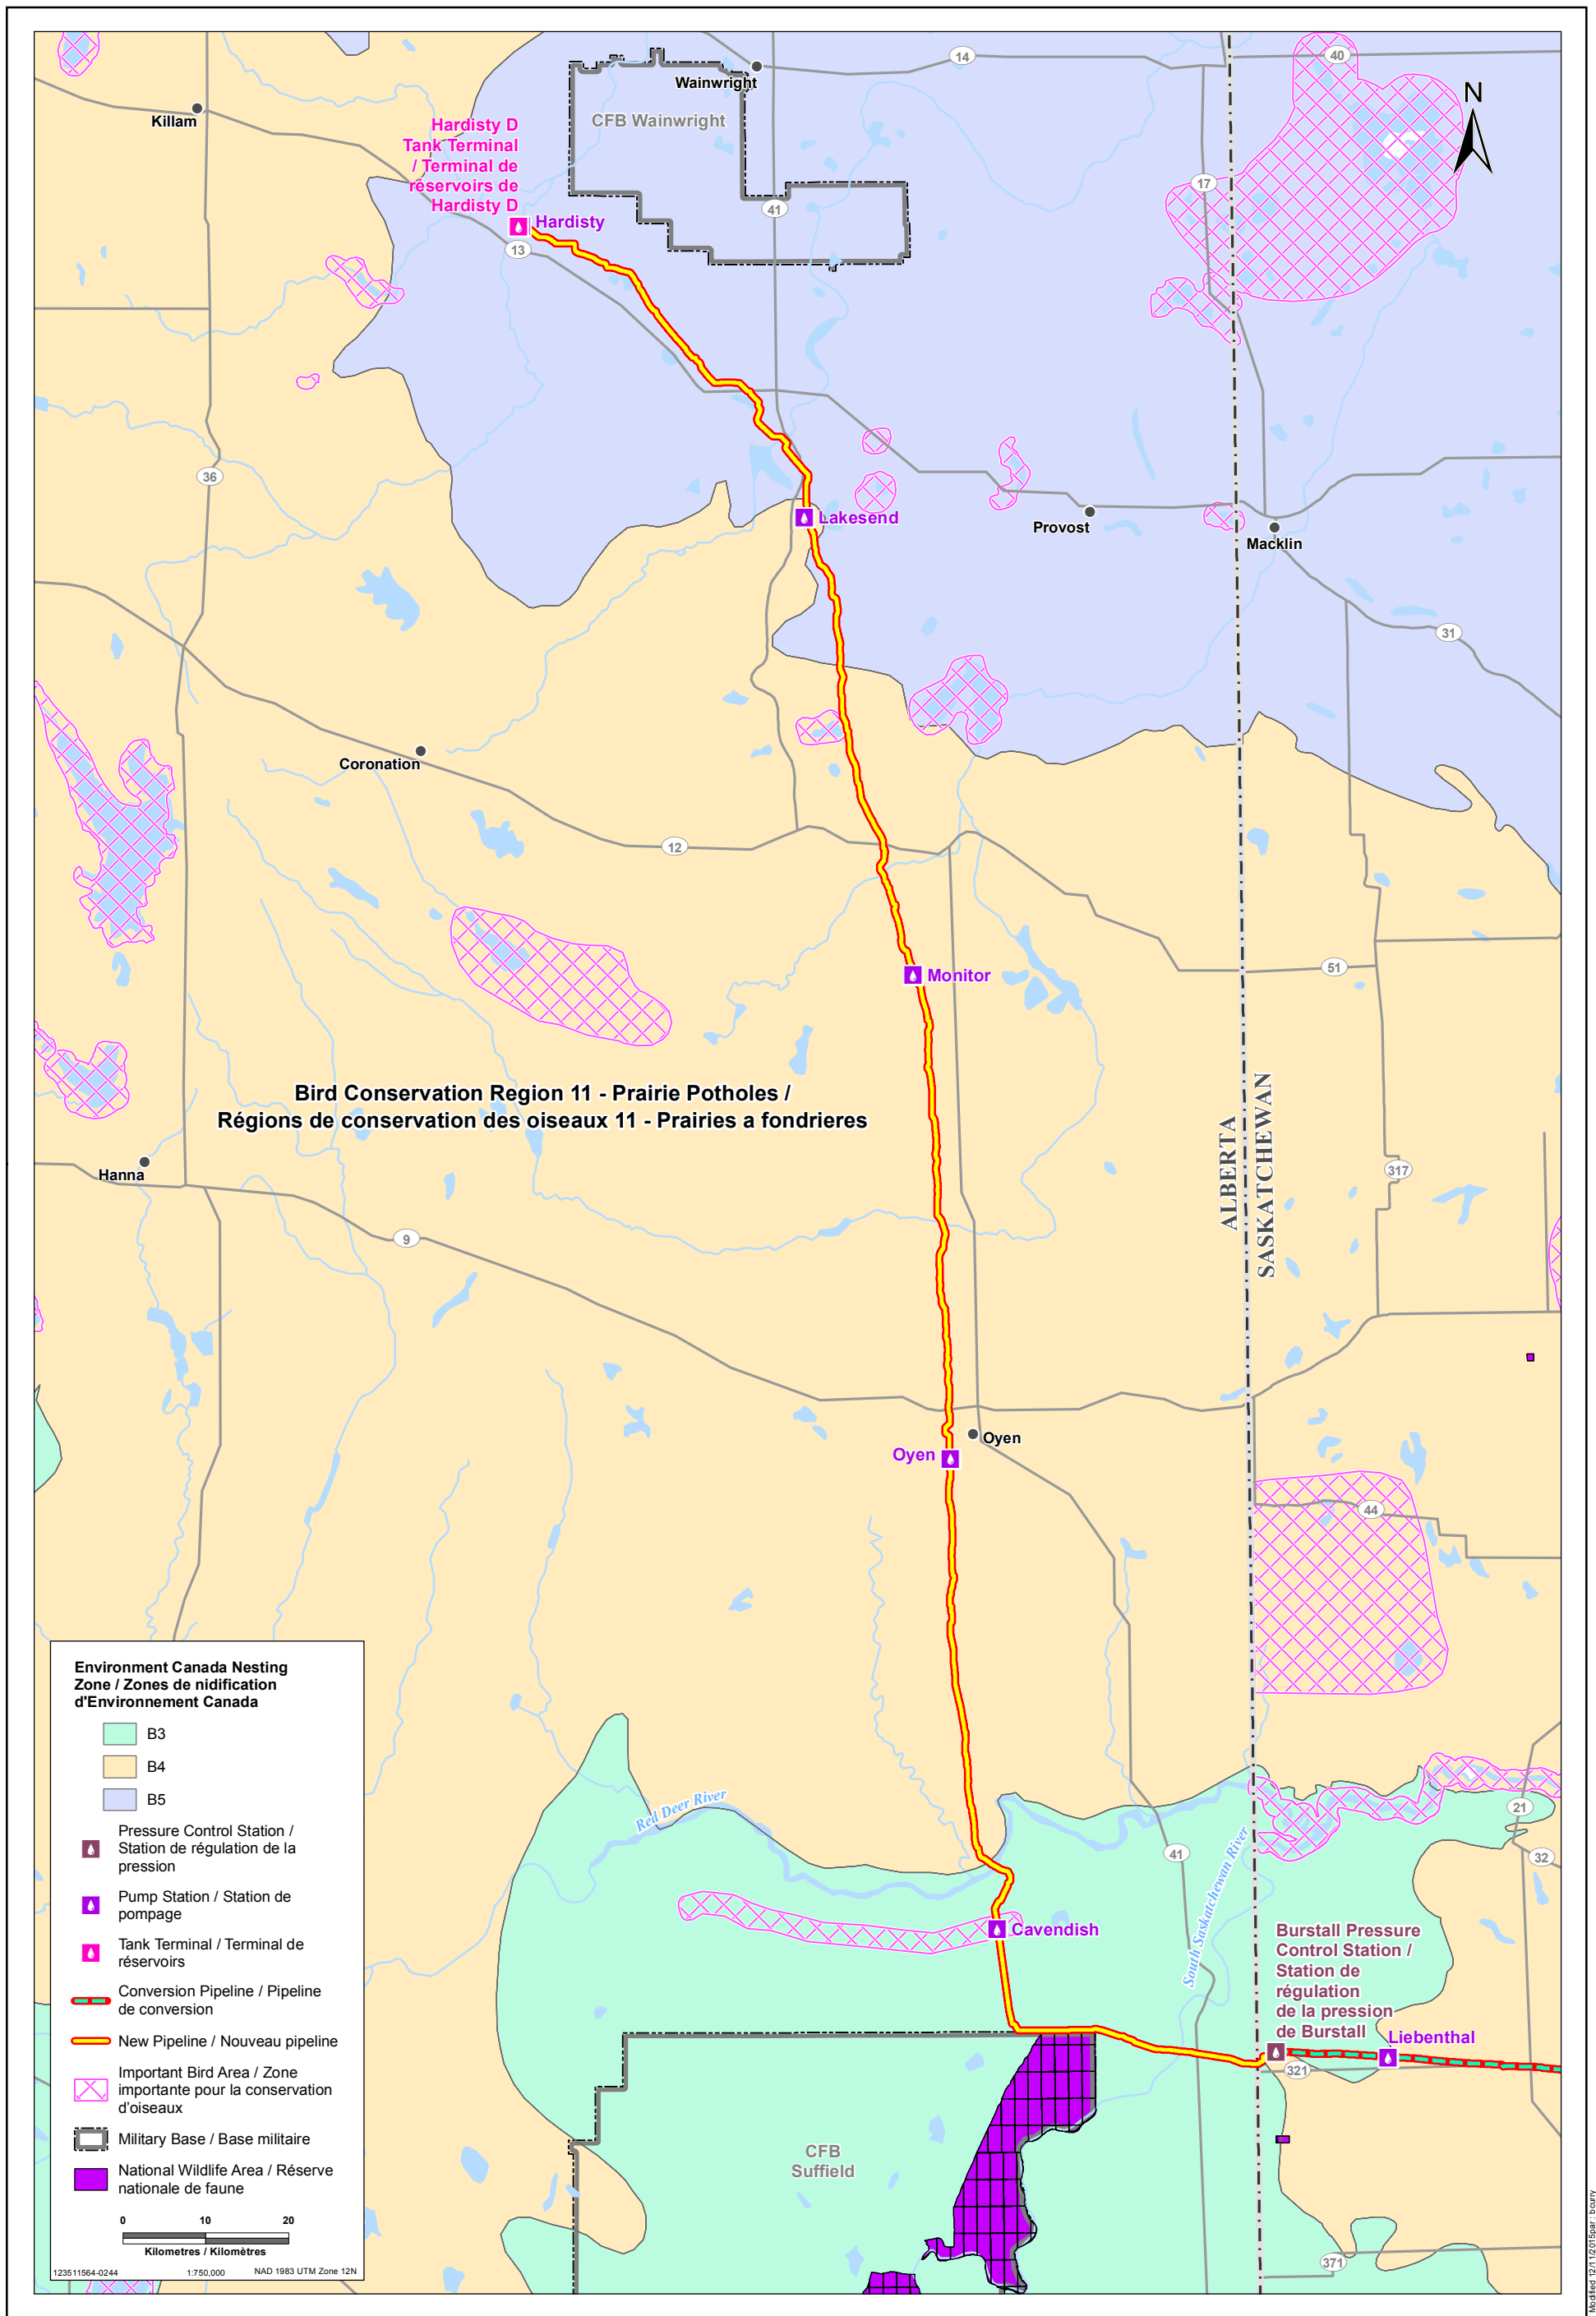 Wainwright
14
40
Killam
CFB Wainwright
N
Hardisty D
Tank Terminal
/ Terminal de
réservoirs de
Hardisty D
17
41
Hardisty
13
36
Lakesend
Provost
Macklin
31
Coronation
12
51
Monitor
Bird Conservation Region 11 - Prairie Potholes /
Régions de conservation des oiseaux 11 - Prairies a fondrieres
ALBERTA
SASKATCHEWAN
317
Hanna
9
Oyen
Oyen
44
Red Deer River
21
41
32
South Saskatchewan River
Cavendish
Burstall Pressure
Control Station /
Station de
régulation
de la pression
de Burstall
Liebenthal
321
CFB
Suffield
371
Environment Canada Nesting
Zone / Zones de nidification
d'Environnement Canada
B3
B4
B5
Pressure Control Station /
Station de régulation de la
pression
Pump Station / Station de
pompage
Tank Terminal / Terminal de
réservoirs
Conversion Pipeline / Pipeline
de conversion
New Pipeline / Nouveau pipeline
Important Bird Area / Zone
importante pour la conservation
d'oiseaux
Military Base / Base militaire
National Wildlife Area / Réserve
nationale de faune
0 10 20
Kilometres / Kilomètres
123511564-0244 1:750,000 NAD 1983 UTM Zone 12N
Modified 12/11/2015par : bcurry